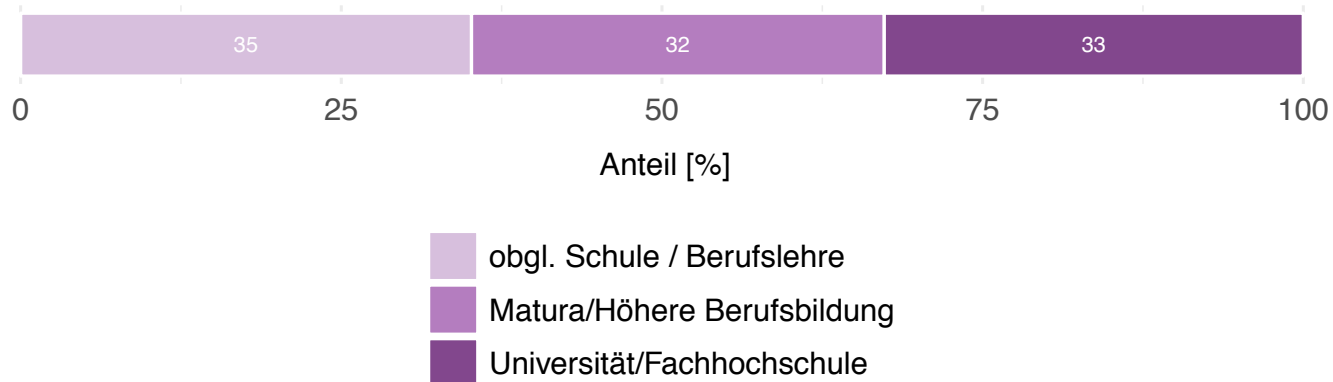 35 32 33
0 25 50 75 100
Anteil [%]
obgl. Schule / Berufslehre
Matura/Höhere Berufsbildung
Universität/Fachhochschule